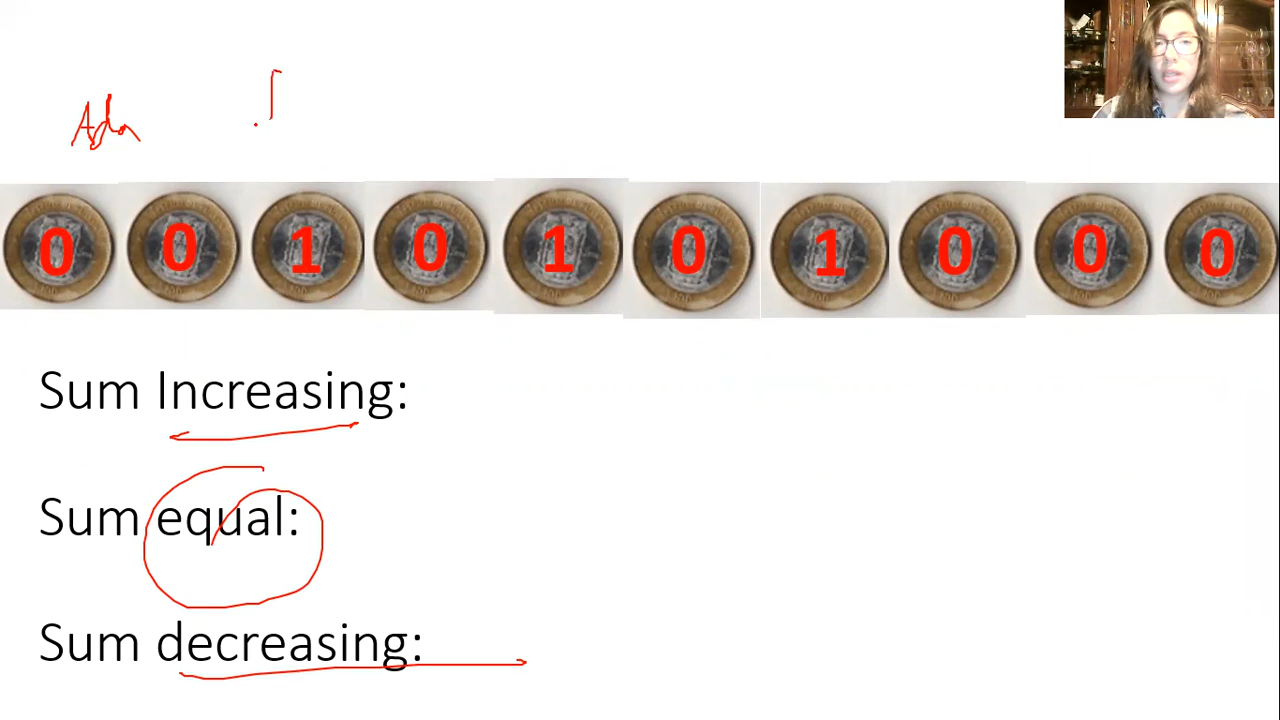 0 0 1 0 1 0 1 0 0 0
Sum Increasing:
Sum equal:
Sum decreasing: